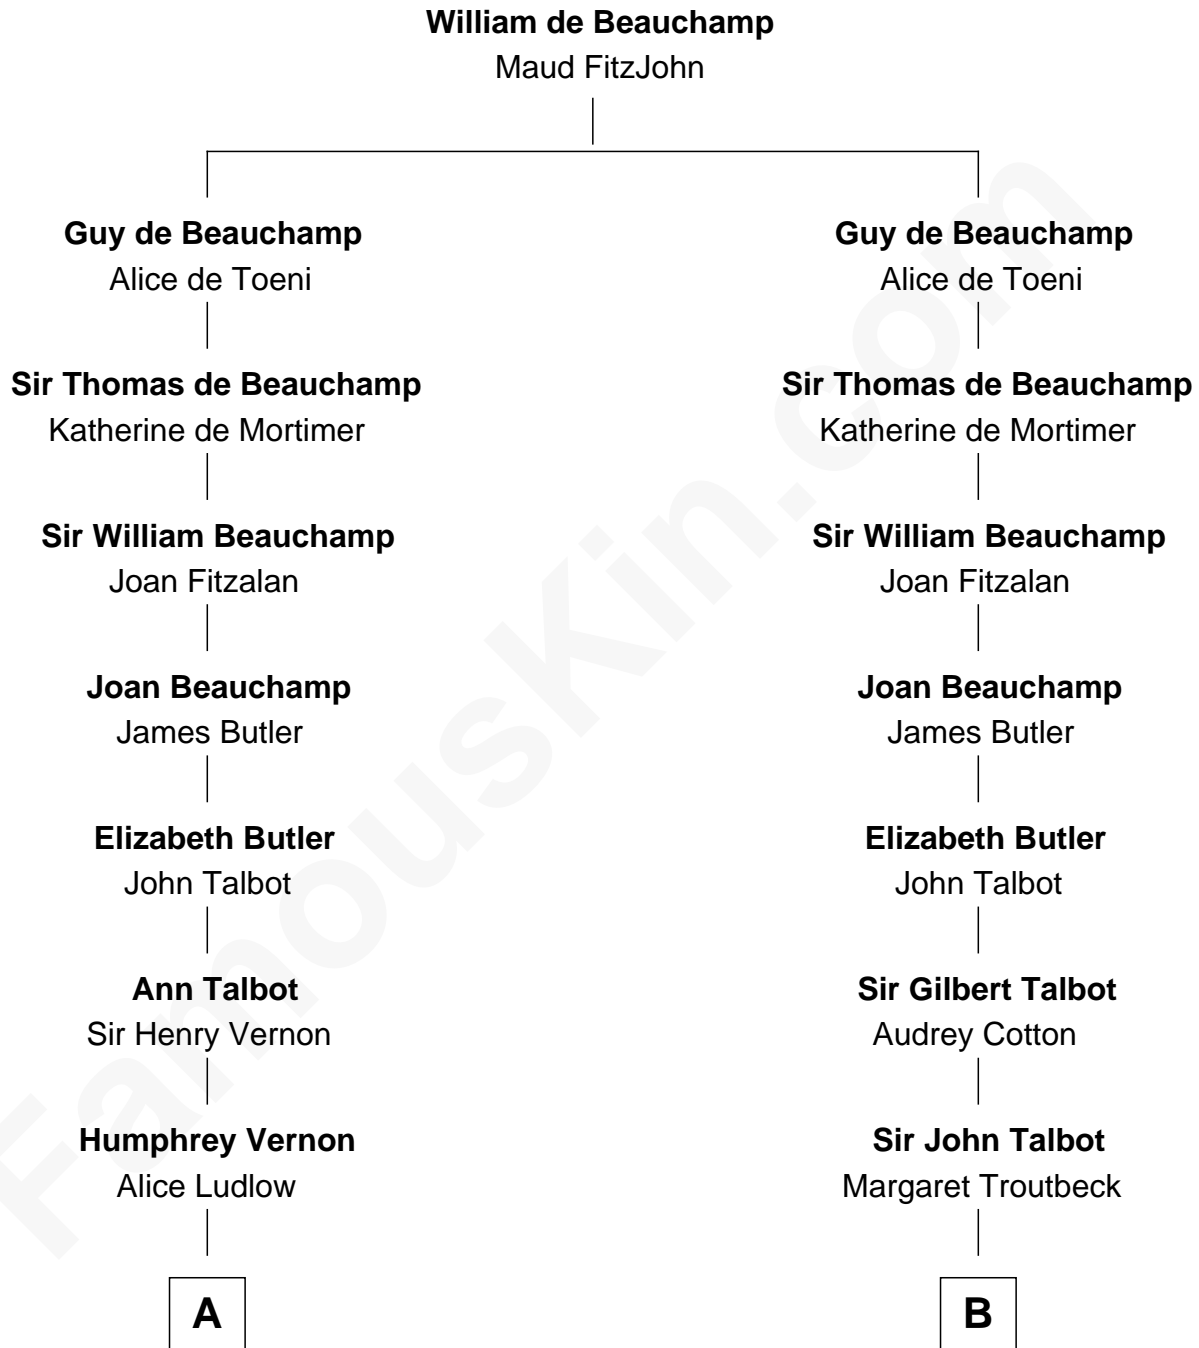 William de Beauchamp
Maud FitzJohn
Guy de Beauchamp
Alice de Toeni
Sir Thomas de Beauchamp
Katherine de Mortimer
Sir William Beauchamp
Joan Fitzalan
Joan Beauchamp
James Butler
Elizabeth Butler
John Talbot
Ann Talbot
Sir Henry Vernon
Humphrey Vernon
Alice Ludlow
A
Guy de Beauchamp
Alice de Toeni
Sir Thomas de Beauchamp
Katherine de Mortimer
Sir William Beauchamp
Joan Fitzalan
Joan Beauchamp
James Butler
Elizabeth Butler
John Talbot
Sir Gilbert Talbot
Audrey Cotton
Sir John Talbot
Margaret Troutbeck
B
FamousKin.com